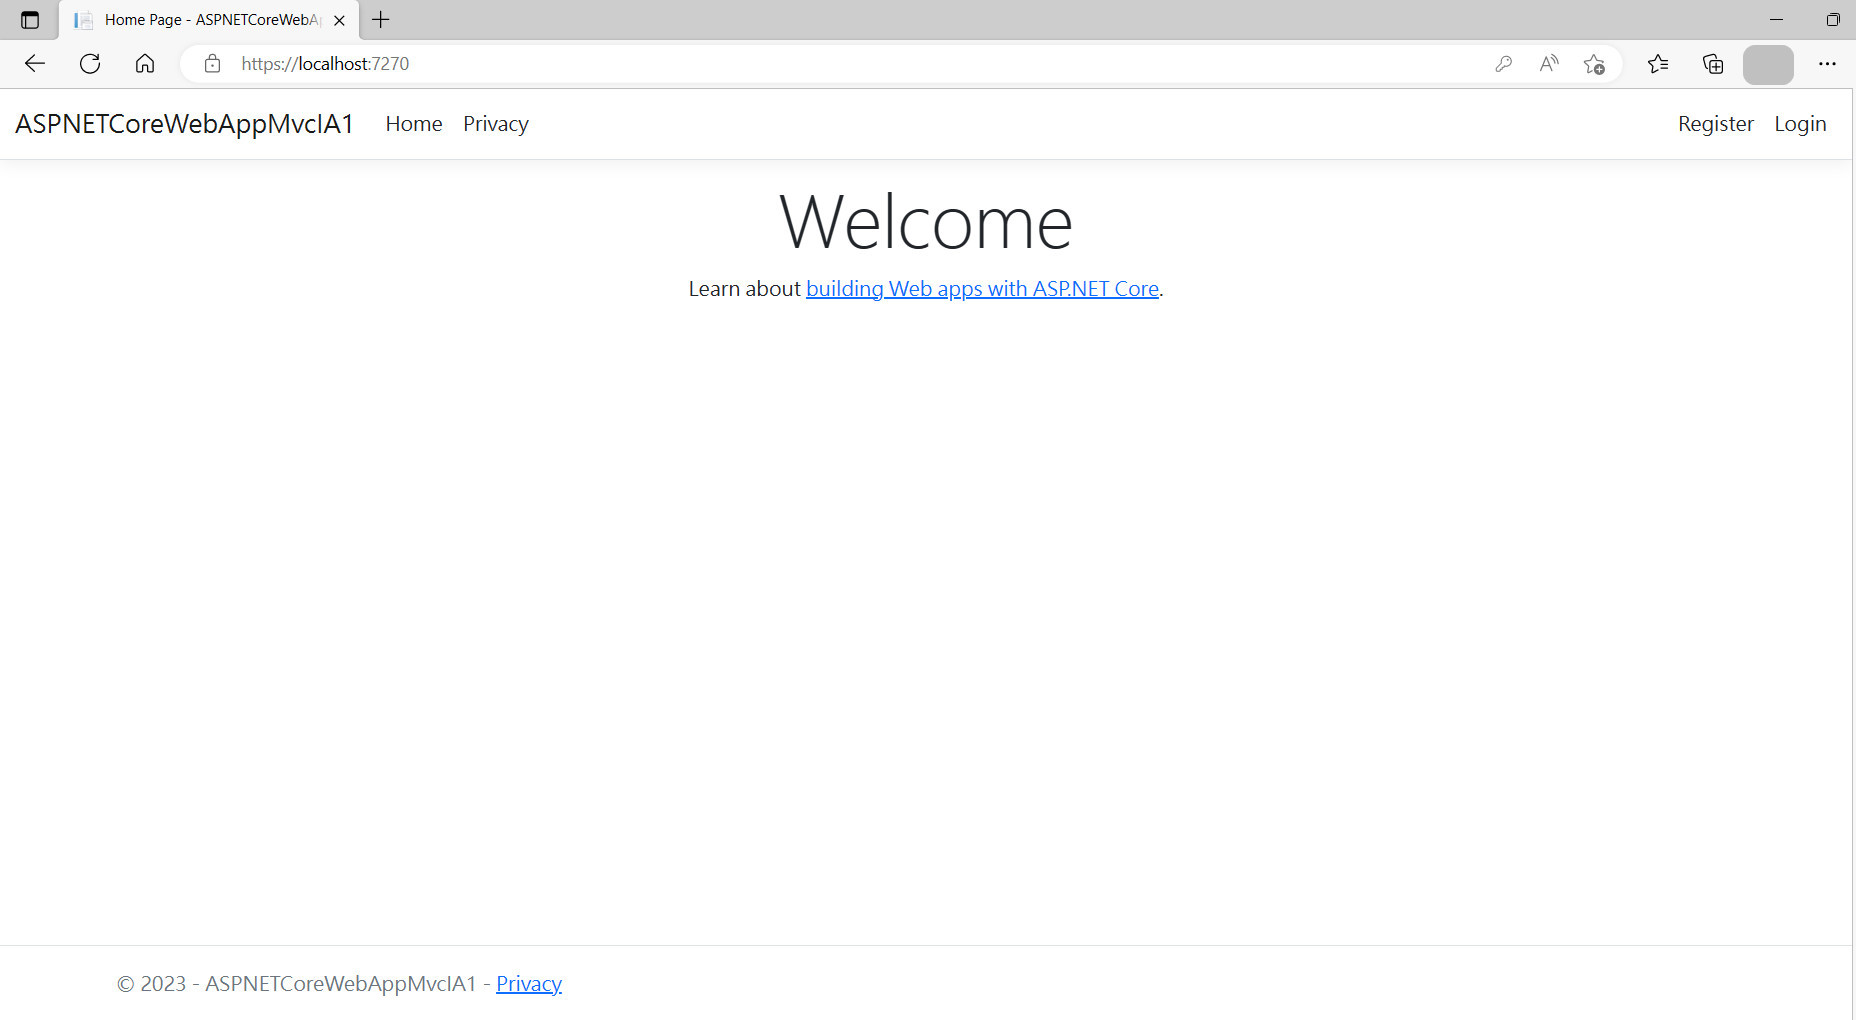 Home Page - ASPNETCoreWebAp
https://localhost:7270
ASPNETCoreWebAppMvcIA1 Home Privacy Register Login
Welcome
Learn about building Web apps with ASP.NET Core.
© 2023 - ASPNETCoreWebAppMvcIA1 - Privacy